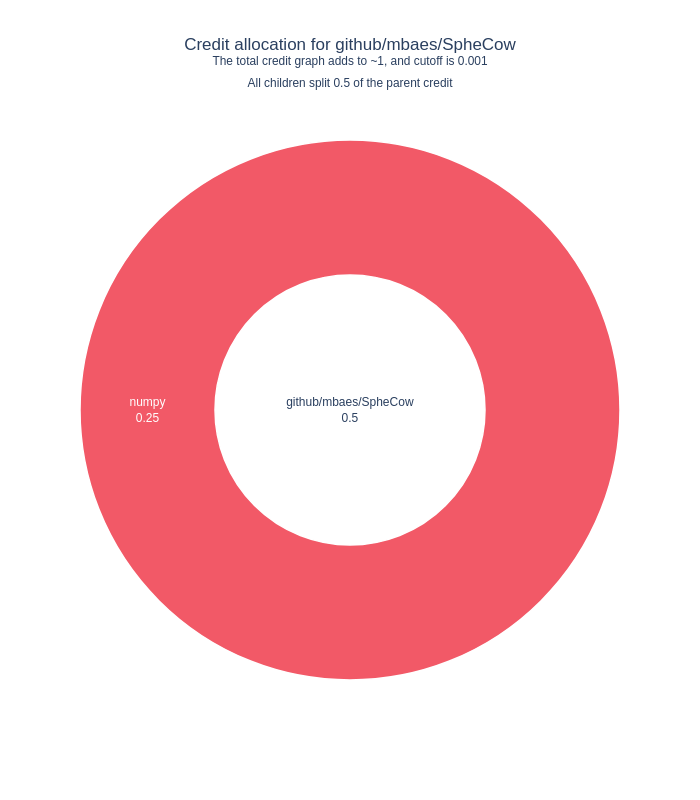 Credit allocation for github/mbaes/SpheCow
The total credit graph adds to ~1, and cutoff is 0.001
All children split 0.5 of the parent credit
numpy
0.25
github/mbaes/SpheCow
0.5